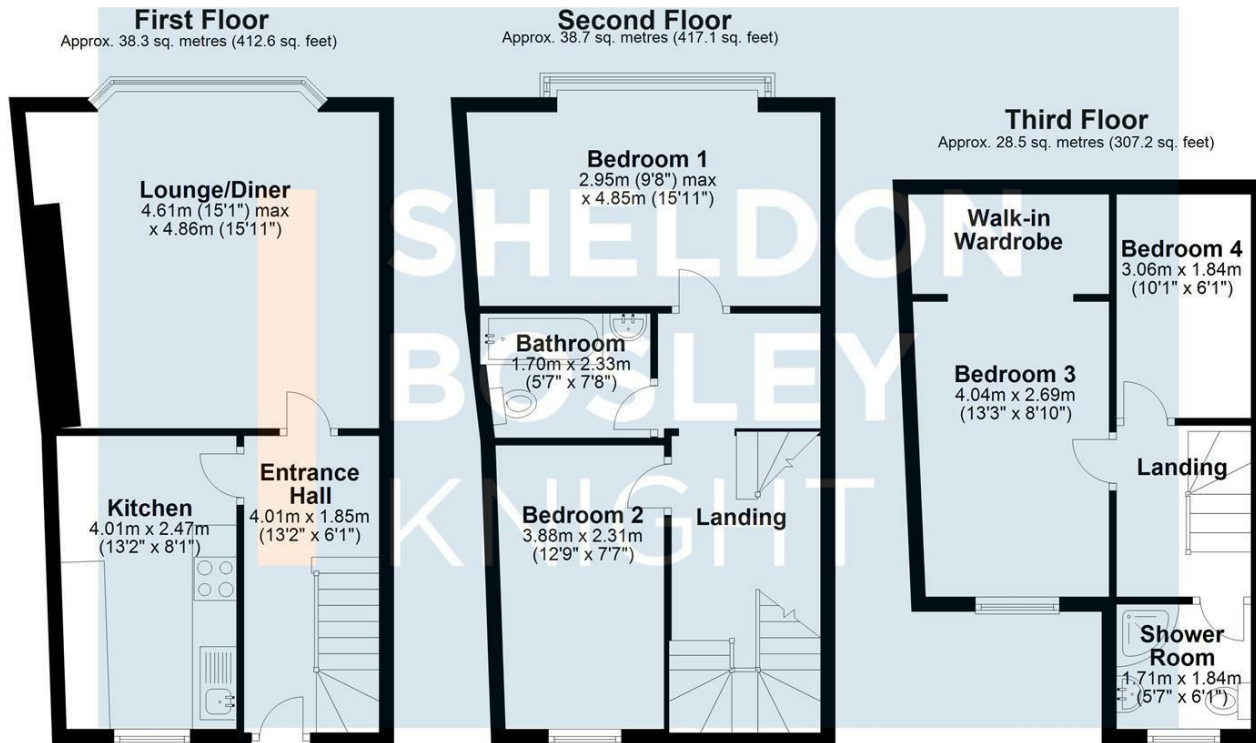 First Floor
Approx. 38.3 sq. metres (412.6 sq. feet)
Lounge/Diner
4.61m (15'1") max
x 4.86m (15'11")
Kitchen
4.01m x 2.47m
(13'2" x 8'1")
Entrance
Hall
4.01m x 1.85m
(13'2" x 6'1")
Second Floor
Approx. 38.7 sq. metres (417.1 sq. feet)
Bedroom 1
2.95m (9'8") max
x 4.85m (15'11")
Bathroom
1.70m x 2.33m
(5'7" x 7'8")
Bedroom 2
3.88m x 2.31m
(12'9" x 7'7")
Landing
Third Floor
Approx. 28.5 sq. metres (307.2 sq. feet)
Walk-in
Wardrobe
Bedroom 4
3.06m x 1.84m
(10'1" x 6'1")
Bedroom 3
4.04m x 2.69m
(13'3" x 8'10")
Landing
Shower
Room
1.71m x 1.84m
(5'7" x 6'1")
SHELDON
BOSLEY
KNIGHT